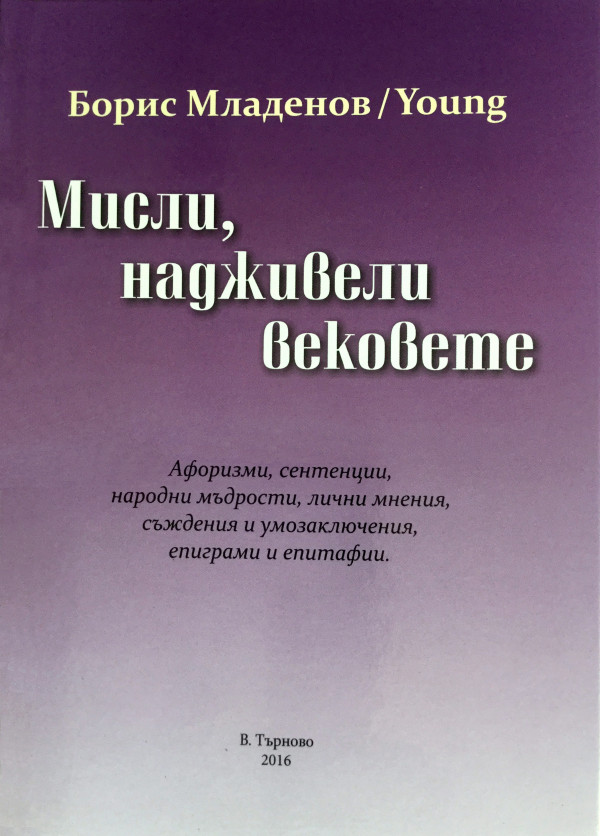 Борис Младенов / Young
Мисли,
надживели
вековете
Афоризми, сентенции,
народни мъдрости, лични мнения,
съждения и умозаключения,
епиграми и епитафии.
В. Търново
2016